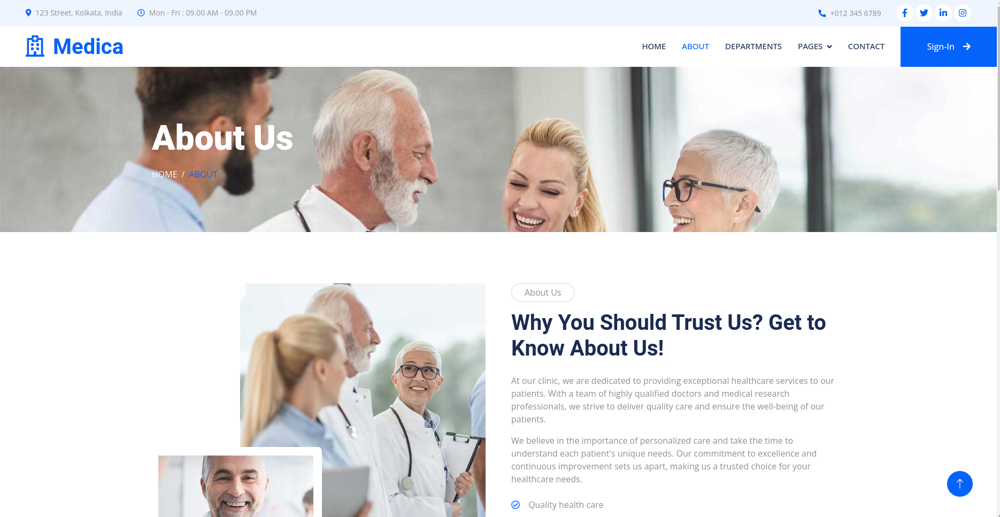 123 Street, Kolkata, India
Mon - Fri : 09.00 AM - 09.00 PM
+012 345 6789
Medica
HOME
ABOUT
DEPARTMENTS
PAGES
CONTACT
Sign-In
About Us
HOME / ABOUT
About Us
Why You Should Trust Us? Get to
Know About Us!
At our clinic, we are dedicated to providing exceptional healthcare services to our
patients. With a team of highly qualified doctors and medical research
professionals, we strive to deliver quality care and ensure the well-being of our
patients.
We believe in the importance of personalized care and take the time to
understand each patient's unique needs. Our commitment to excellence and
continuous improvement sets us apart, making us a trusted choice for your
healthcare needs.
Quality health care